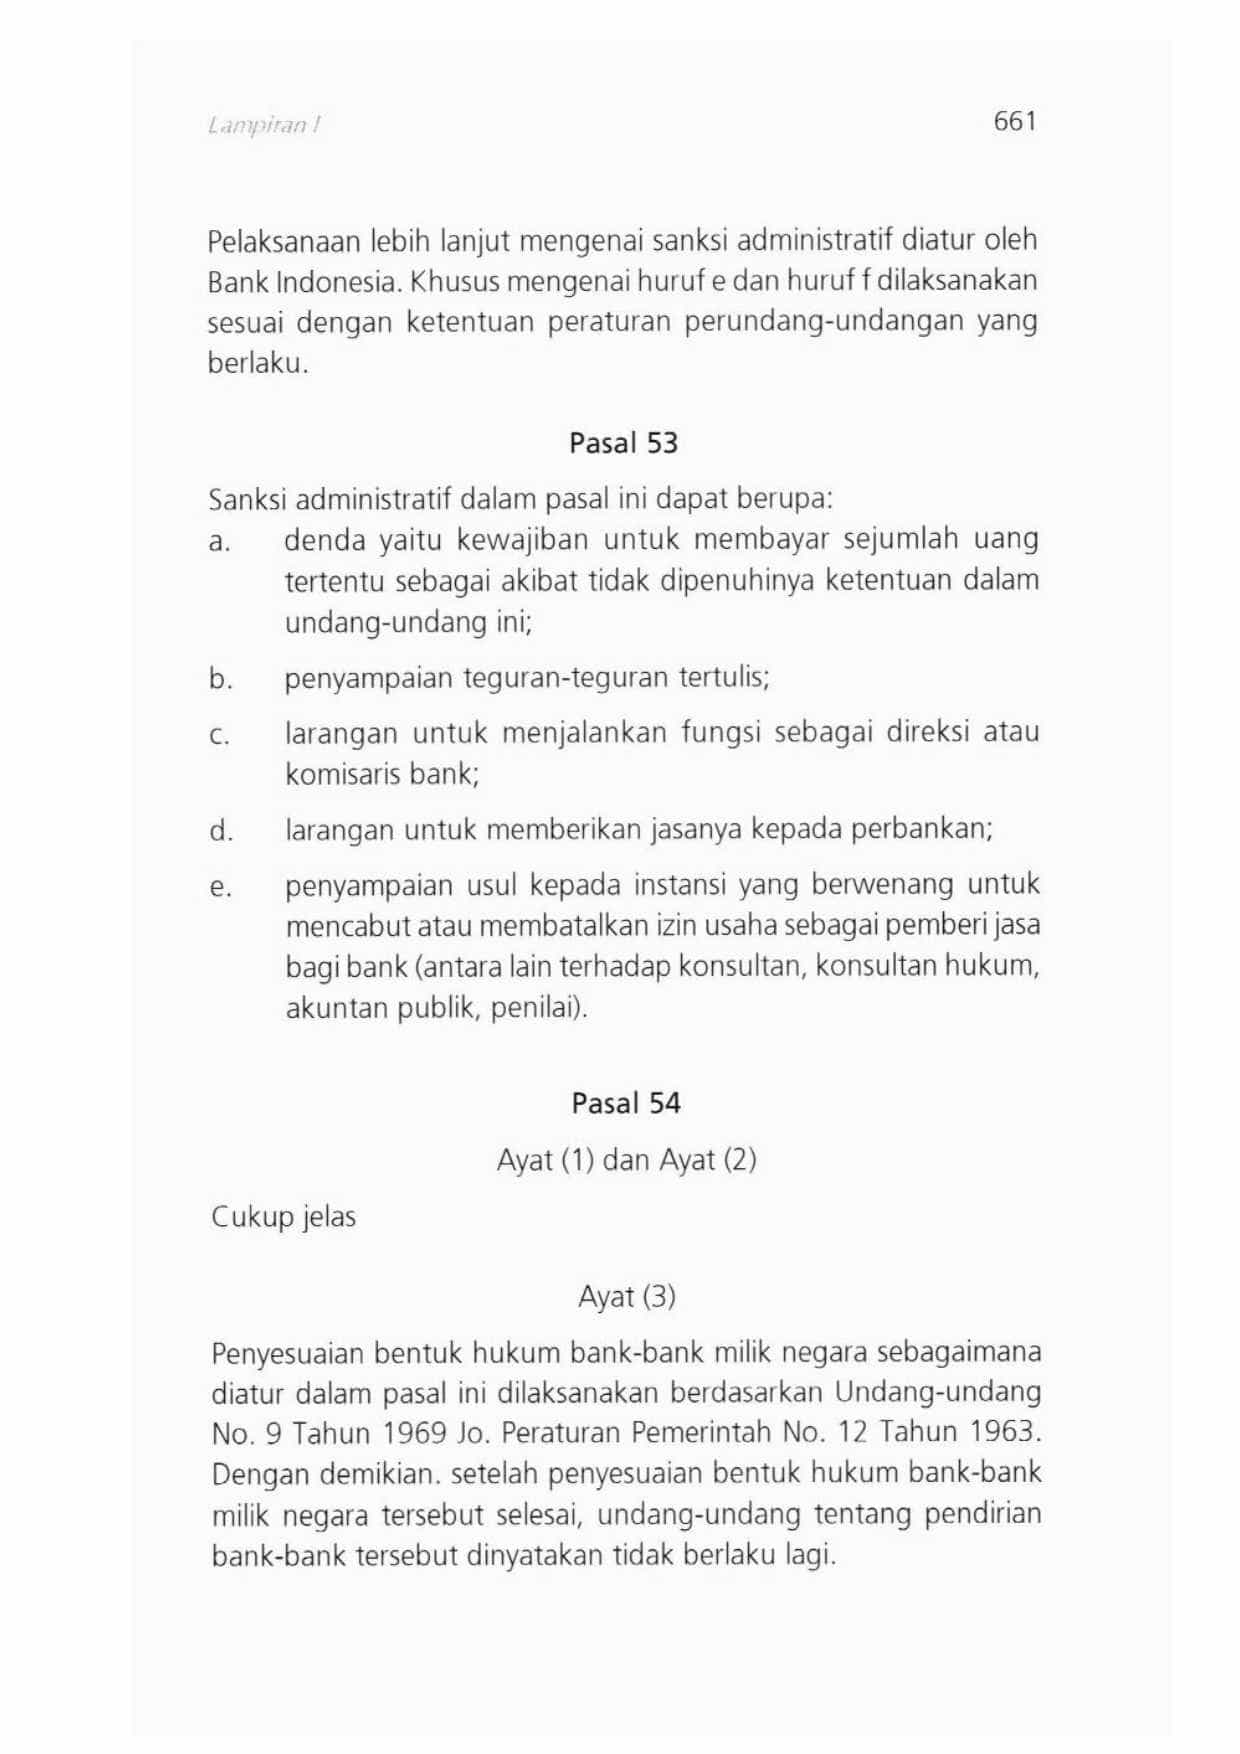 Lampiran I
661
Pelaksanaan lebih lanjut mengenai sanksi administratif diatur oleh
Bank Indonesia. Khusus mengenai huruf e dan huruf f dilaksanakan
sesuai dengan ketentuan peraturan perundang-undangan yang
berlaku.
Pasal 53
Sanksi administratif dalam pasal ini dapat berupa:
a. denda yaitu kewajiban untuk membayar sejumlah uang
tertentu sebagai akibat tidak dipenuhinya ketentuan dalam
undang-undang ini;
b. penyampaian teguran-teguran tertulis;
c. larangan untuk menjalankan fungsi sebagai direksi atau
komisaris bank;
d. larangan untuk memberikan jasanya kepada perbankan;
e. penyampaian usul kepada instansi yang berwenang untuk
mencabut atau membatalkan izin usaha sebagai pemberi jasa
bagi bank (antara lain terhadap konsultan, konsultan hukum,
akuntan publik, penilai).
Pasal 54
Ayat (1) dan Ayat (2)
Cukup jelas
Ayat (3)
Penyesuaian bentuk hukum bank-bank milik negara sebagaimana
diatur dalam pasal ini dilaksanakan berdasarkan Undang-undang
No. 9 Tahun 1969 Jo. Peraturan Pemerintah No. 12 Tahun 1963.
Dengan demikian. setelah penyesuaian bentuk hukum bank-bank
milik negara tersebut selesai, undang-undang tentang pendirian
bank-bank tersebut dinyatakan tidak berlaku lagi.